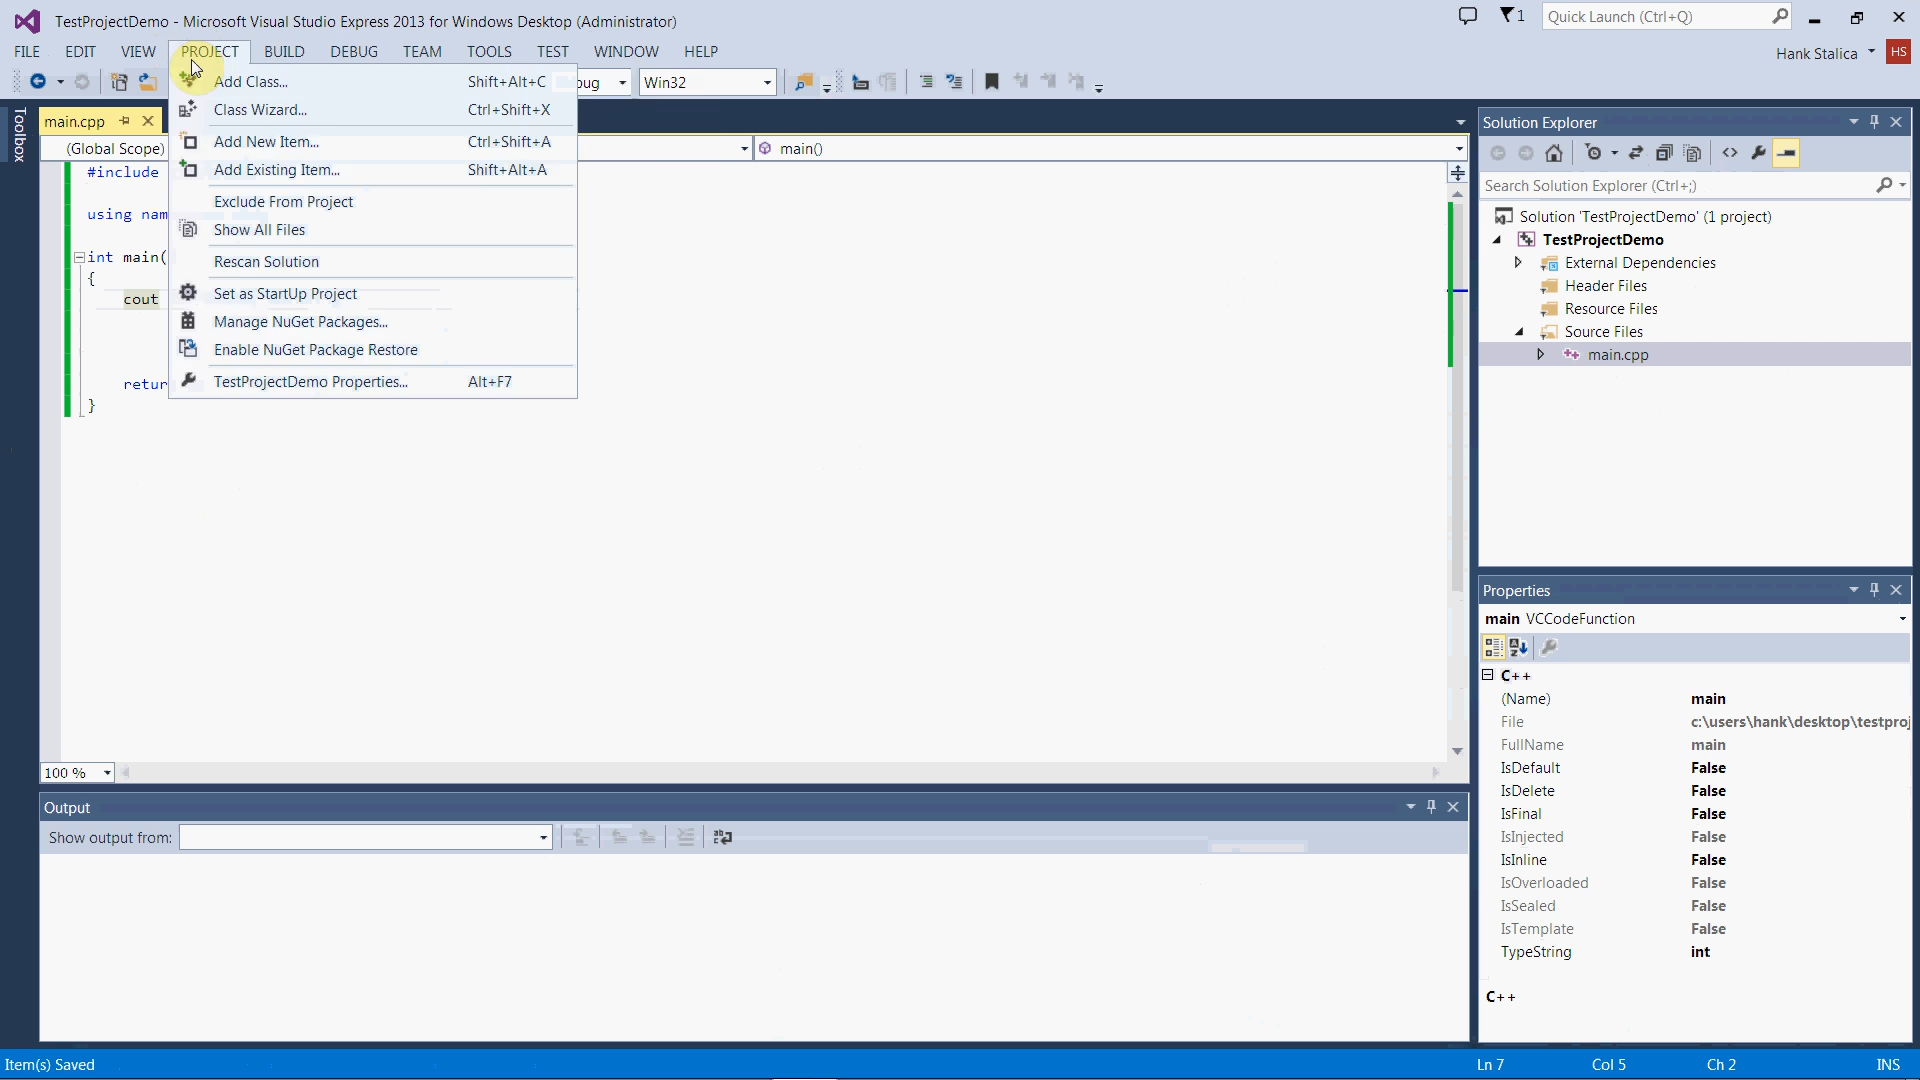 TestProjectDemo - Microsoft Visual Studio Express 2013 for Windows Desktop (Administrator)
1
Quick Launch (Ctrl+Q)
FILE EDIT VIEW PROJECT BUILD DEBUG TEAM TOOLS TEST WINDOW HELP
Hank Stalica HS
bug Win32
Add Class... Shift+Alt+C
Class Wizard... Ctrl+Shift+X
Add New Item... Ctrl+Shift+A
Add Existing Item... Shift+Alt+A
Exclude From Project
Show All Files
Rescan Solution
Set as StartUp Project
Manage NuGet Packages...
Enable NuGet Package Restore
TestProjectDemo Properties... Alt+F7
Toolbox
main.cpp
(Global Scope) main()
#include
using nam
int main(
{
cout
retur
}
100 %
Output
Show output from:
Solution Explorer
Search Solution Explorer (Ctrl+;)
Solution 'TestProjectDemo' (1 project)
TestProjectDemo
External Dependencies
Header Files
Resource Files
Source Files
main.cpp
Properties
main VCCodeFunction
C++
(Name) main
File c:\users\hank\desktop\testproj
FullName main
IsDefault False
IsDelete False
IsFinal False
IsInjected False
IsInline False
IsOverloaded False
IsSealed False
IsTemplate False
TypeString int
C++
Item(s) Saved Ln 7 Col 5 Ch 2 INS